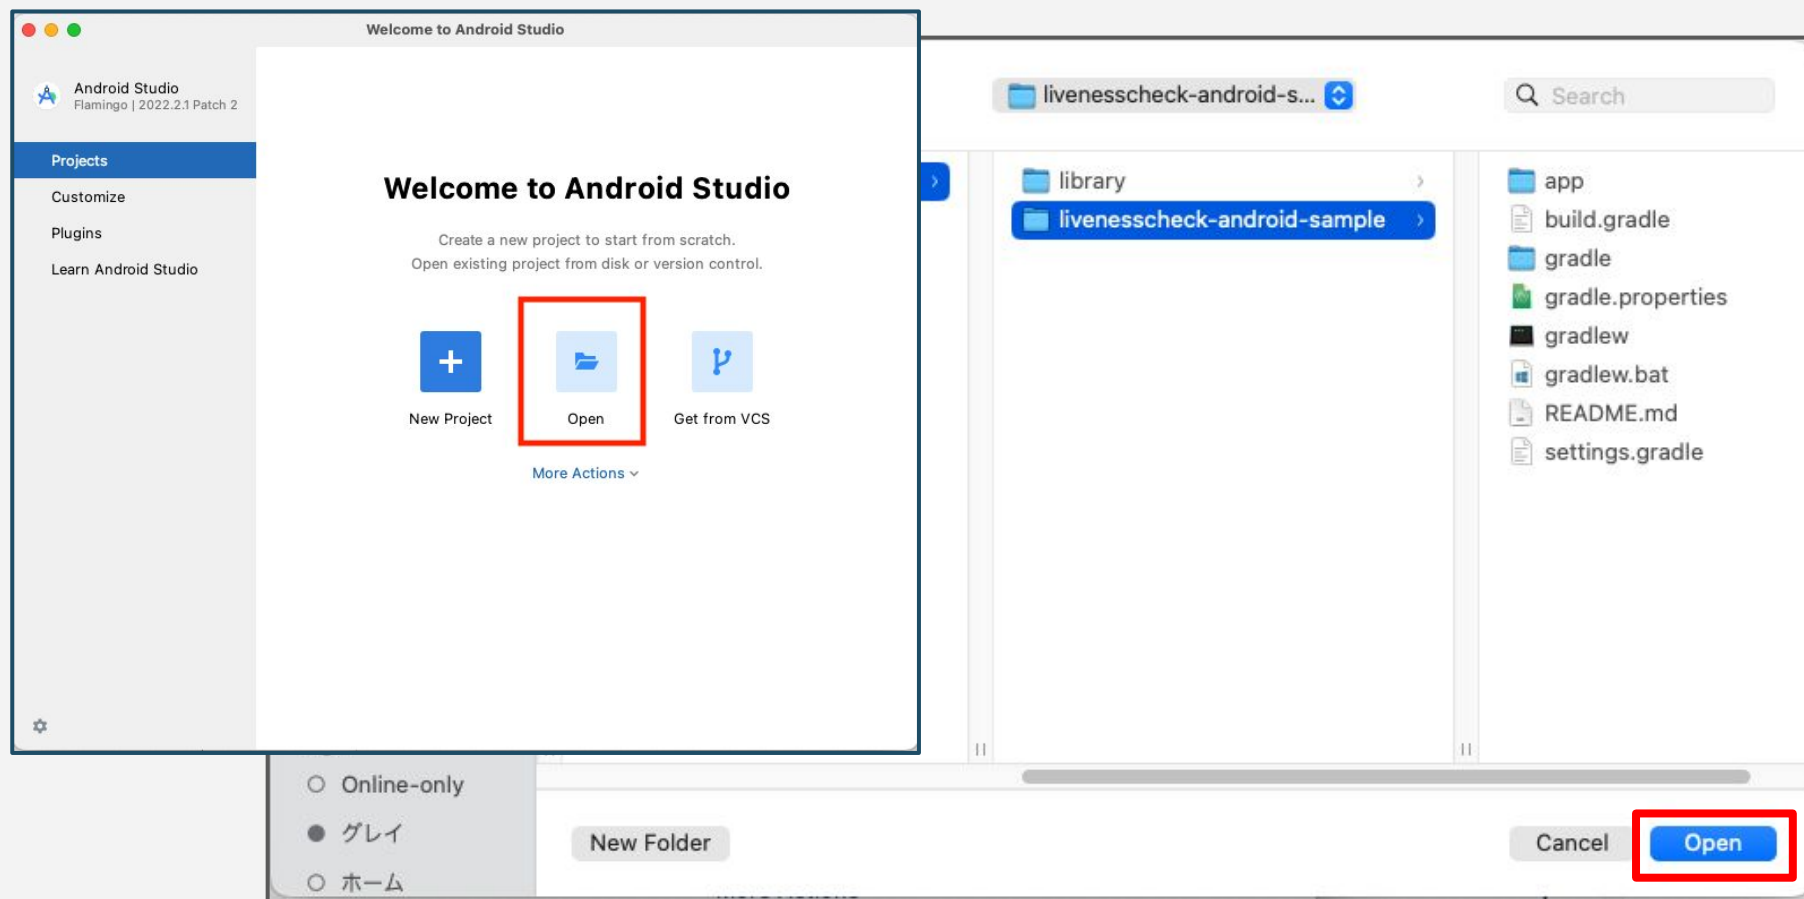 Welcome to Android Studio
Android Studio
Flamingo | 2022.2.1 Patch 2
Projects
Customize
Plugins
Learn Android Studio
Welcome to Android Studio
Create a new project to start from scratch.
Open existing project from disk or version control.
New Project
Open
Get from VCS
More Actions
livenesscheck-android-s...
Search
library
livenesscheck-android-sample
app
build.gradle
gradle
gradle.properties
gradlew
gradlew.bat
README.md
settings.gradle
Online-only
グレイ
ホーム
New Folder
Cancel
Open